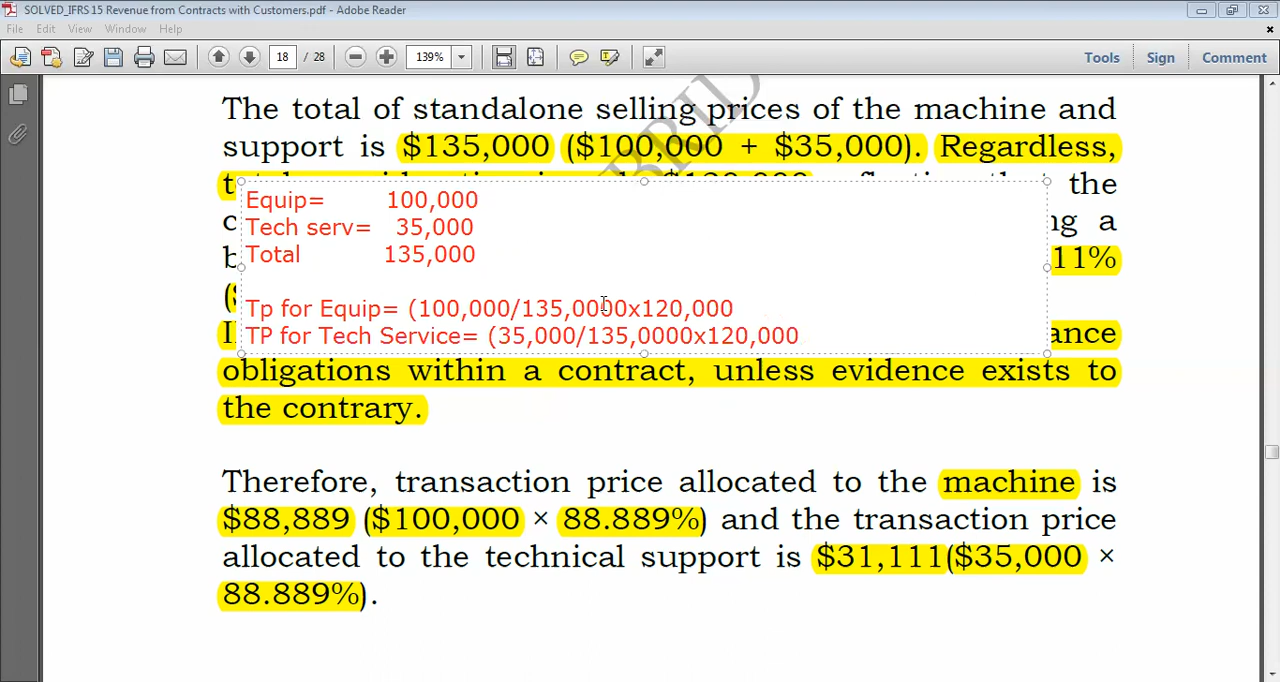 SOLVED_IFRS 15 Revenue from Contracts with Customers.pdf - Adobe Reader
File Edit View Window Help
18 / 28 139% Tools Sign Comment
The total of standalone selling prices of the machine and
support is $135,000 ($100,000 + $35,000). Regardless,
the
Equip= 100,000
Tech serv= 35,000
Total 135,000
11%
Tp for Equip= (100,000/135,0000x120,000
TP for Tech Service= (35,000/135,0000x120,000
obligations within a contract, unless evidence exists to
the contrary.
Therefore, transaction price allocated to the machine is
$88,889 ($100,000 × 88.889%) and the transaction price
allocated to the technical support is $31,111($35,000 ×
88.889%).